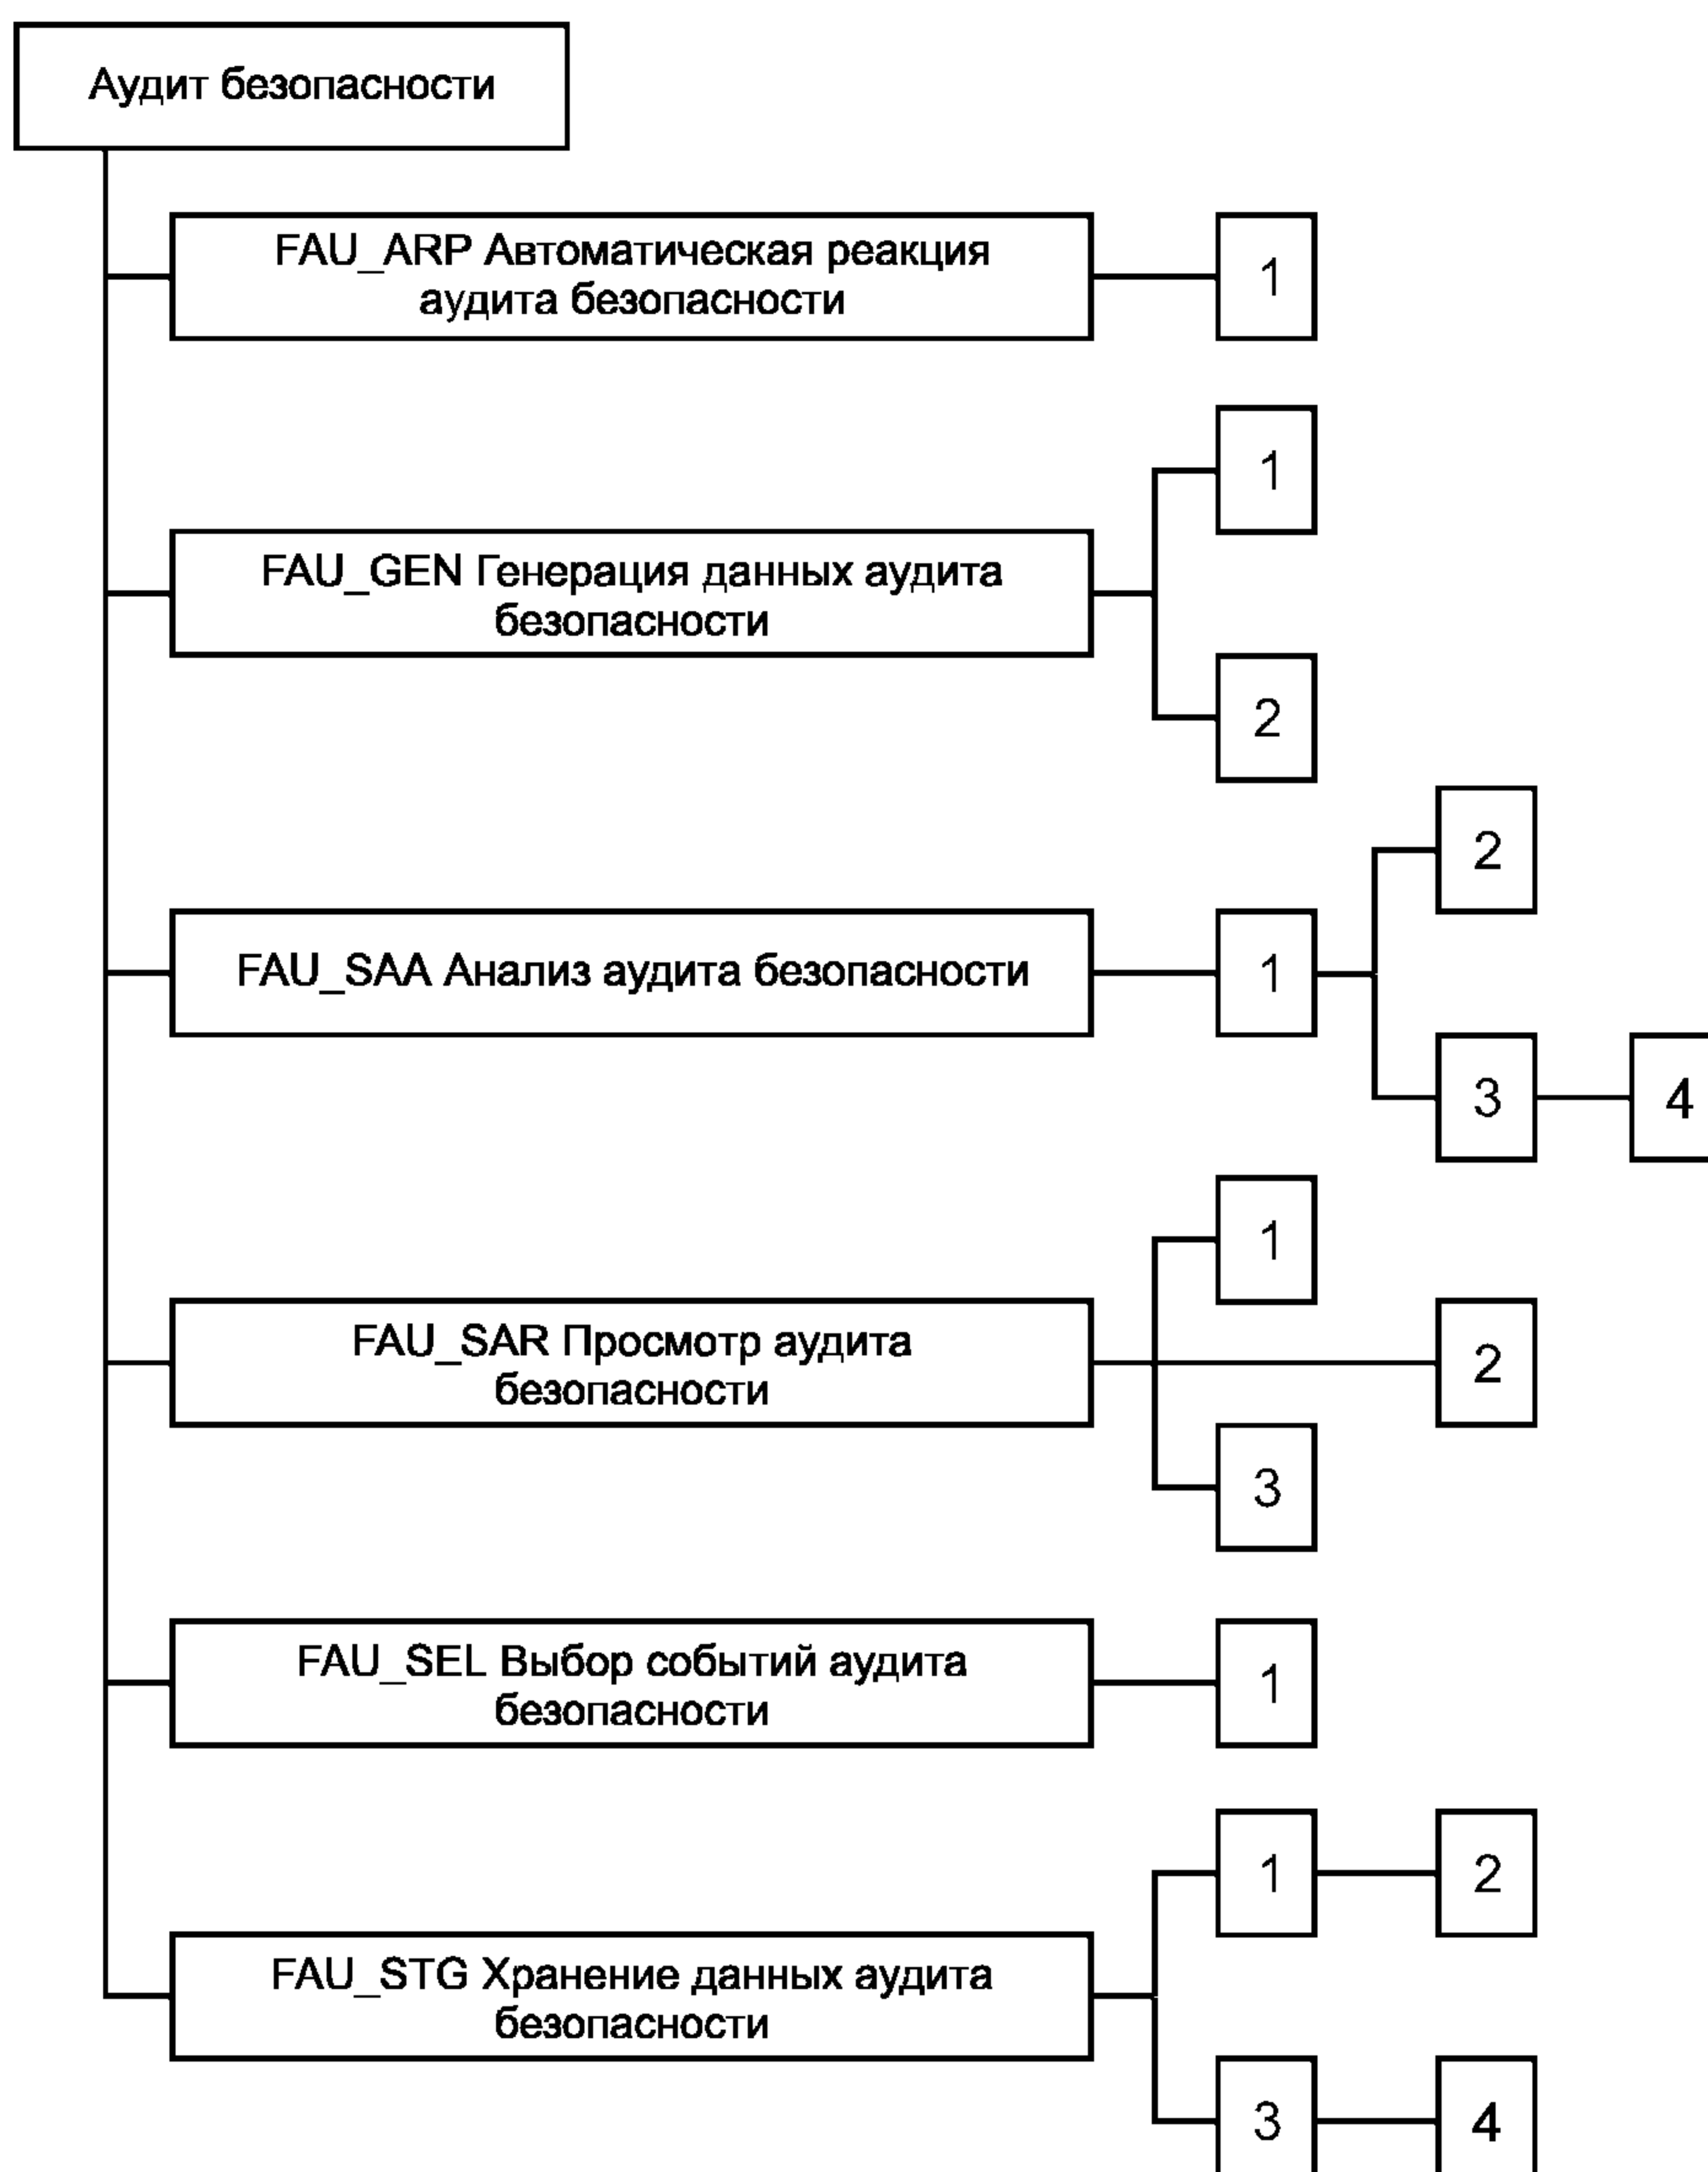 Аудит безопасности
FAU_ARP Автоматическая реакция
аудита безопасности
1
1
FAU_GEN Генерация данных аудита
безопасности
2
2
FAU_SAA Анализ аудита безопасности
1
3
4
1
FAU_SAR Просмотр аудита
безопасности
2
3
FAU_SEL Выбор событий аудита
безопасности
1
1
2
FAU_STG Хранение данных аудита
безопасности
3
4